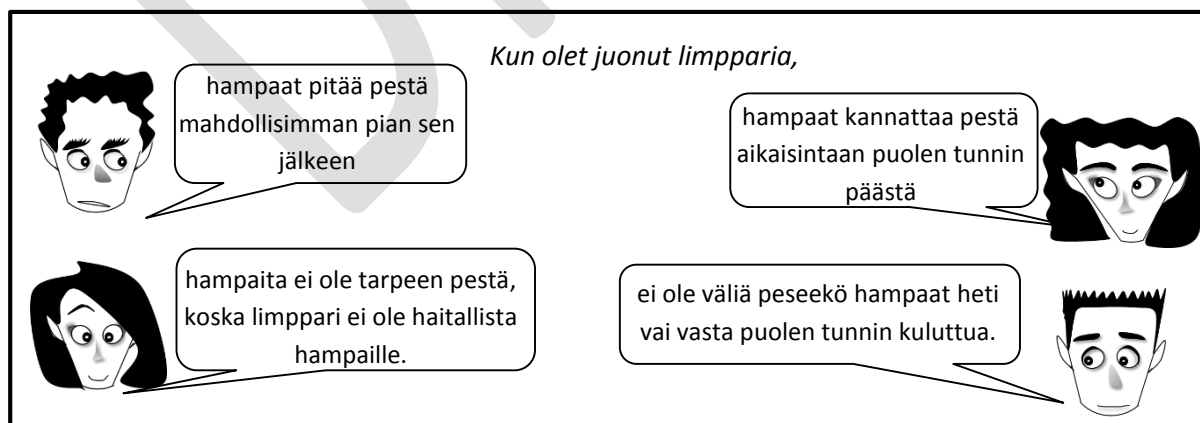 Kun olet juonut limpparia,
hampaat pitää pestä
mahdollisimman pian sen
jälkeen
hampaat kannattaa pestä
aikaisintaan puolen tunnin
päästä
hampaita ei ole tarpeen pestä,
koska limppari ei ole haitallista
hampaille.
ei ole väliä peseekö hampaat heti
vai vasta puolen tunnin kuluttua.